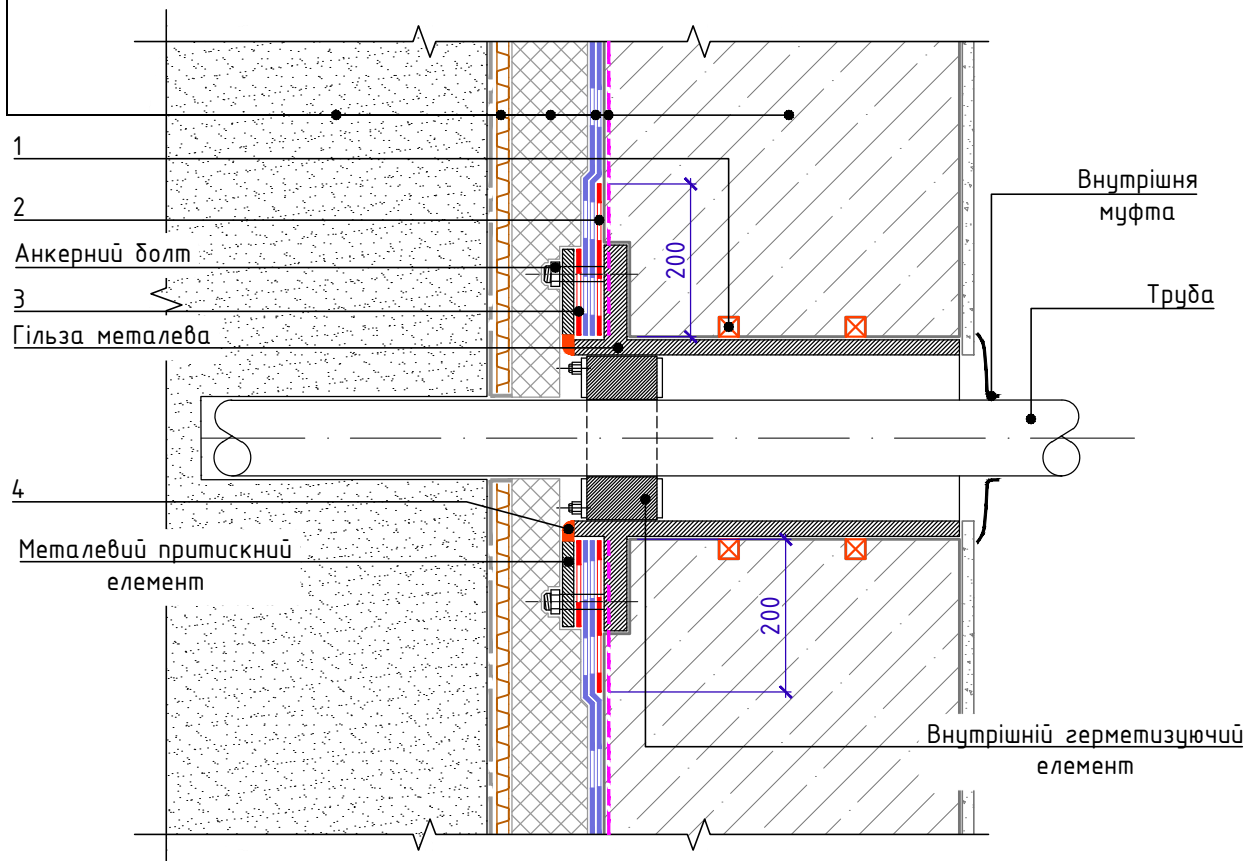 1
2
Анкерний болт
3
Гільза металева
200
Внутрішня
муфта
Труба
4
Металевий притискний
елемент
200
Внутрішній герметизуючий
елемент